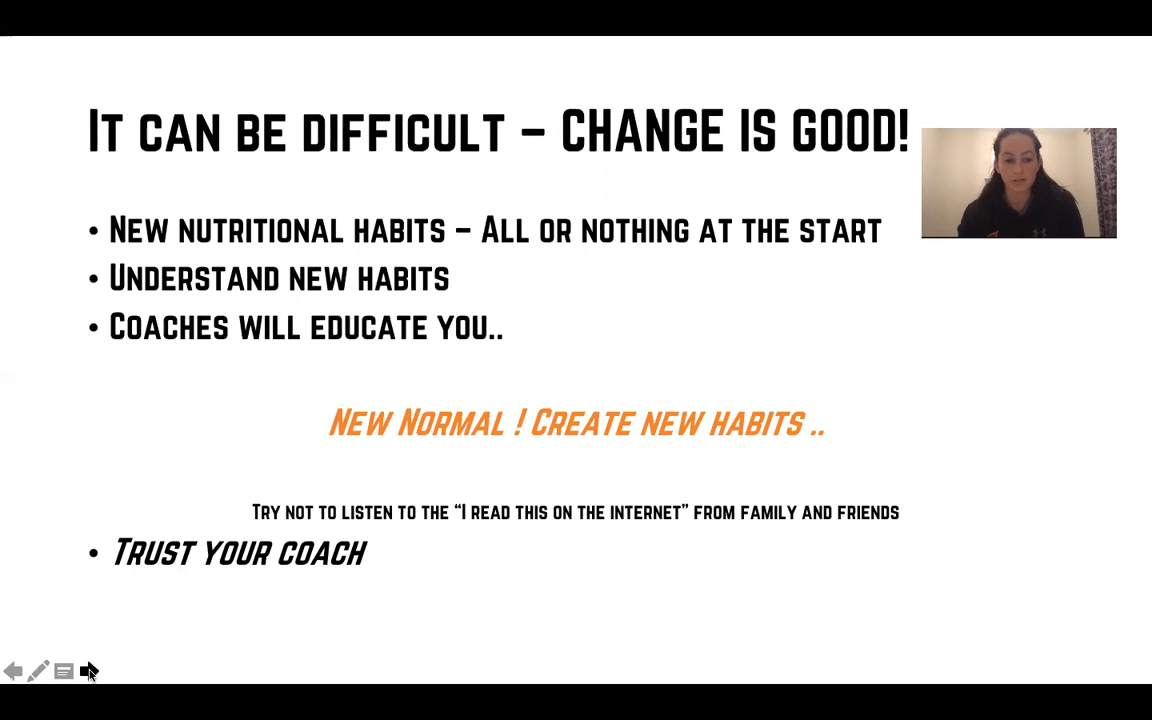 It can be difficult – CHANGE IS GOOD!
• New nutritional habits – All or nothing at the start
• Understand new habits
• Coaches will educate you..
New Normal ! Create new habits ..
Try not to listen to the “I read this on the internet” from family and friends
• Trust your coach